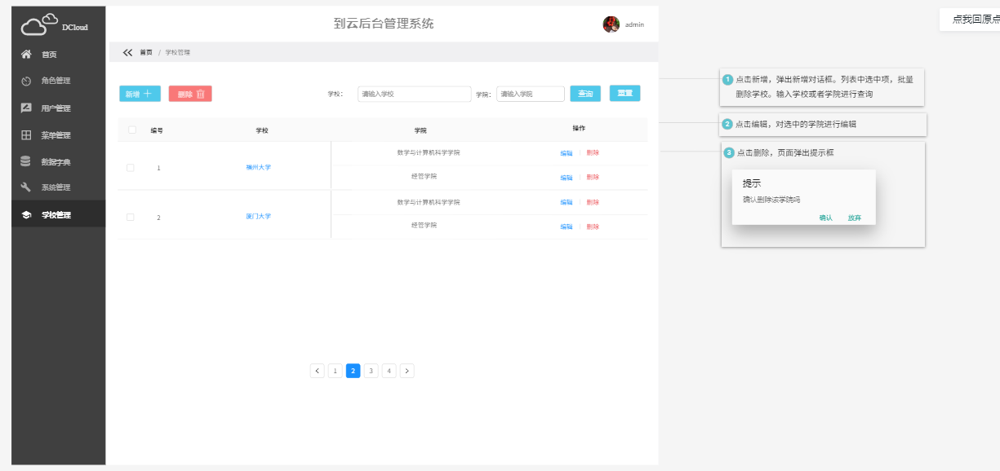 DCloud
到云后台管理系统
admin
点我回原点
首页
角色管理
用户管理
菜单管理
数据字典
系统管理
学校管理
首页 / 学校管理
新增
删除
学校：
请输入学校
学院：
请输入学院
查询
重置
编号 学校 学院 操作
1 福州大学
数学与计算机科学学院 编辑 删除
经管学院 编辑 删除
2 厦门大学
数学与计算机科学学院 编辑 删除
经管学院 编辑 删除
1 2 3 4
1 点击新增，弹出新增对话框。列表中选中项，批量
删除学校。输入学校或者学院进行查询
2 点击编辑，对选中的学院进行编辑
3 点击删除，页面弹出提示框
提示
确认删除该学院吗
确认 放弃